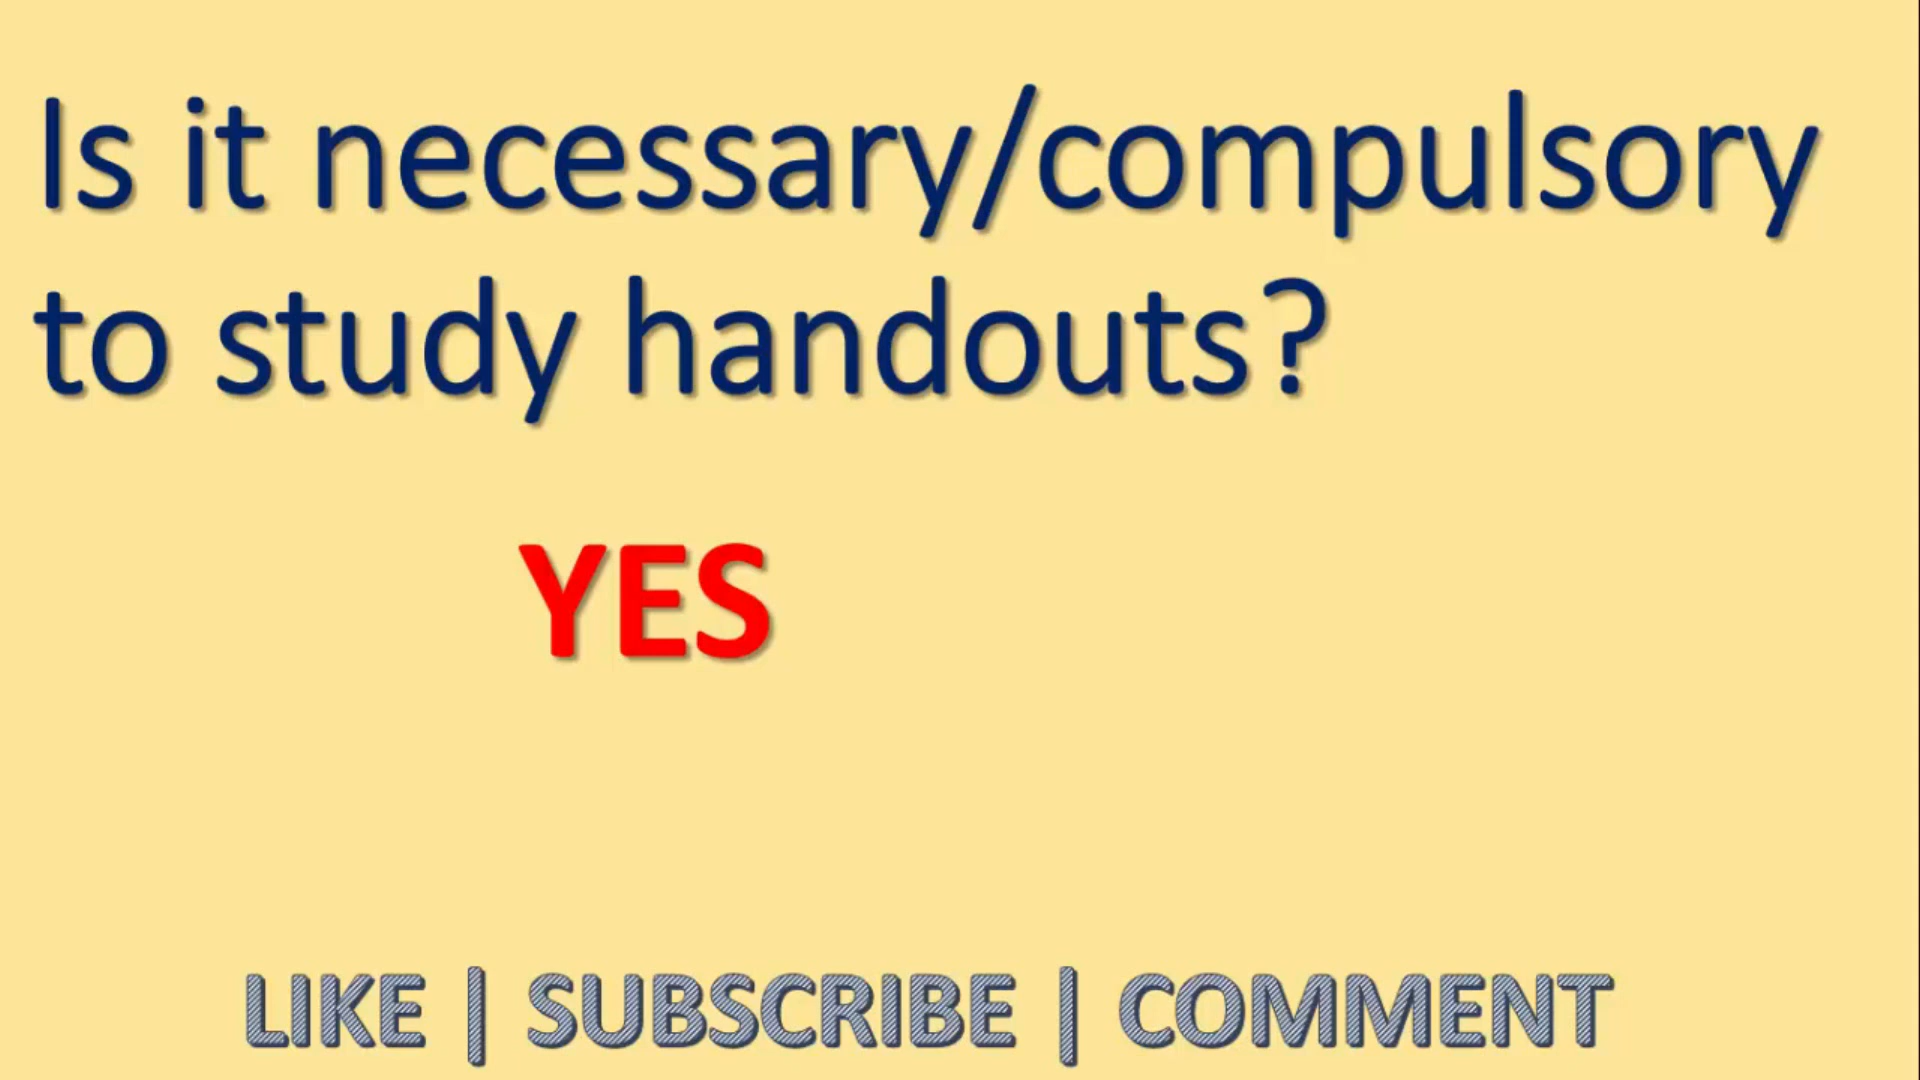 Is it necessary/compulsory
to study handouts?
YES
LIKE | SUBSCRIBE | COMMENT